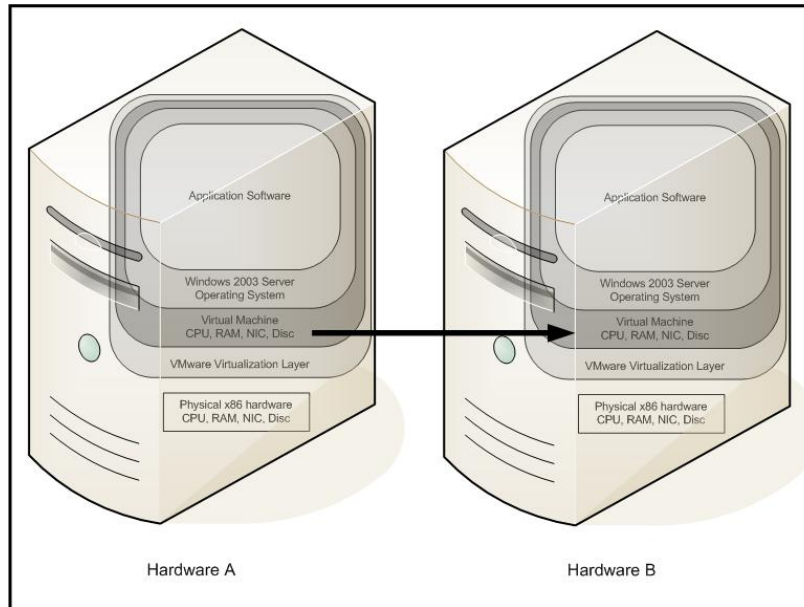 Application Software
Windows 2003 Server
Operating System
Virtual Machine
CPU, RAM, NIC, Disc
VMware Virtualization Layer
Physical x86 hardware
CPU, RAM, NIC, Disc
Hardware A
Application Software
Windows 2003 Server
Operating System
Virtual Machine
CPU, RAM, NIC, Disc
VMware Virtualization Layer
Physical x86 hardware
CPU, RAM, NIC, Disc
Hardware B